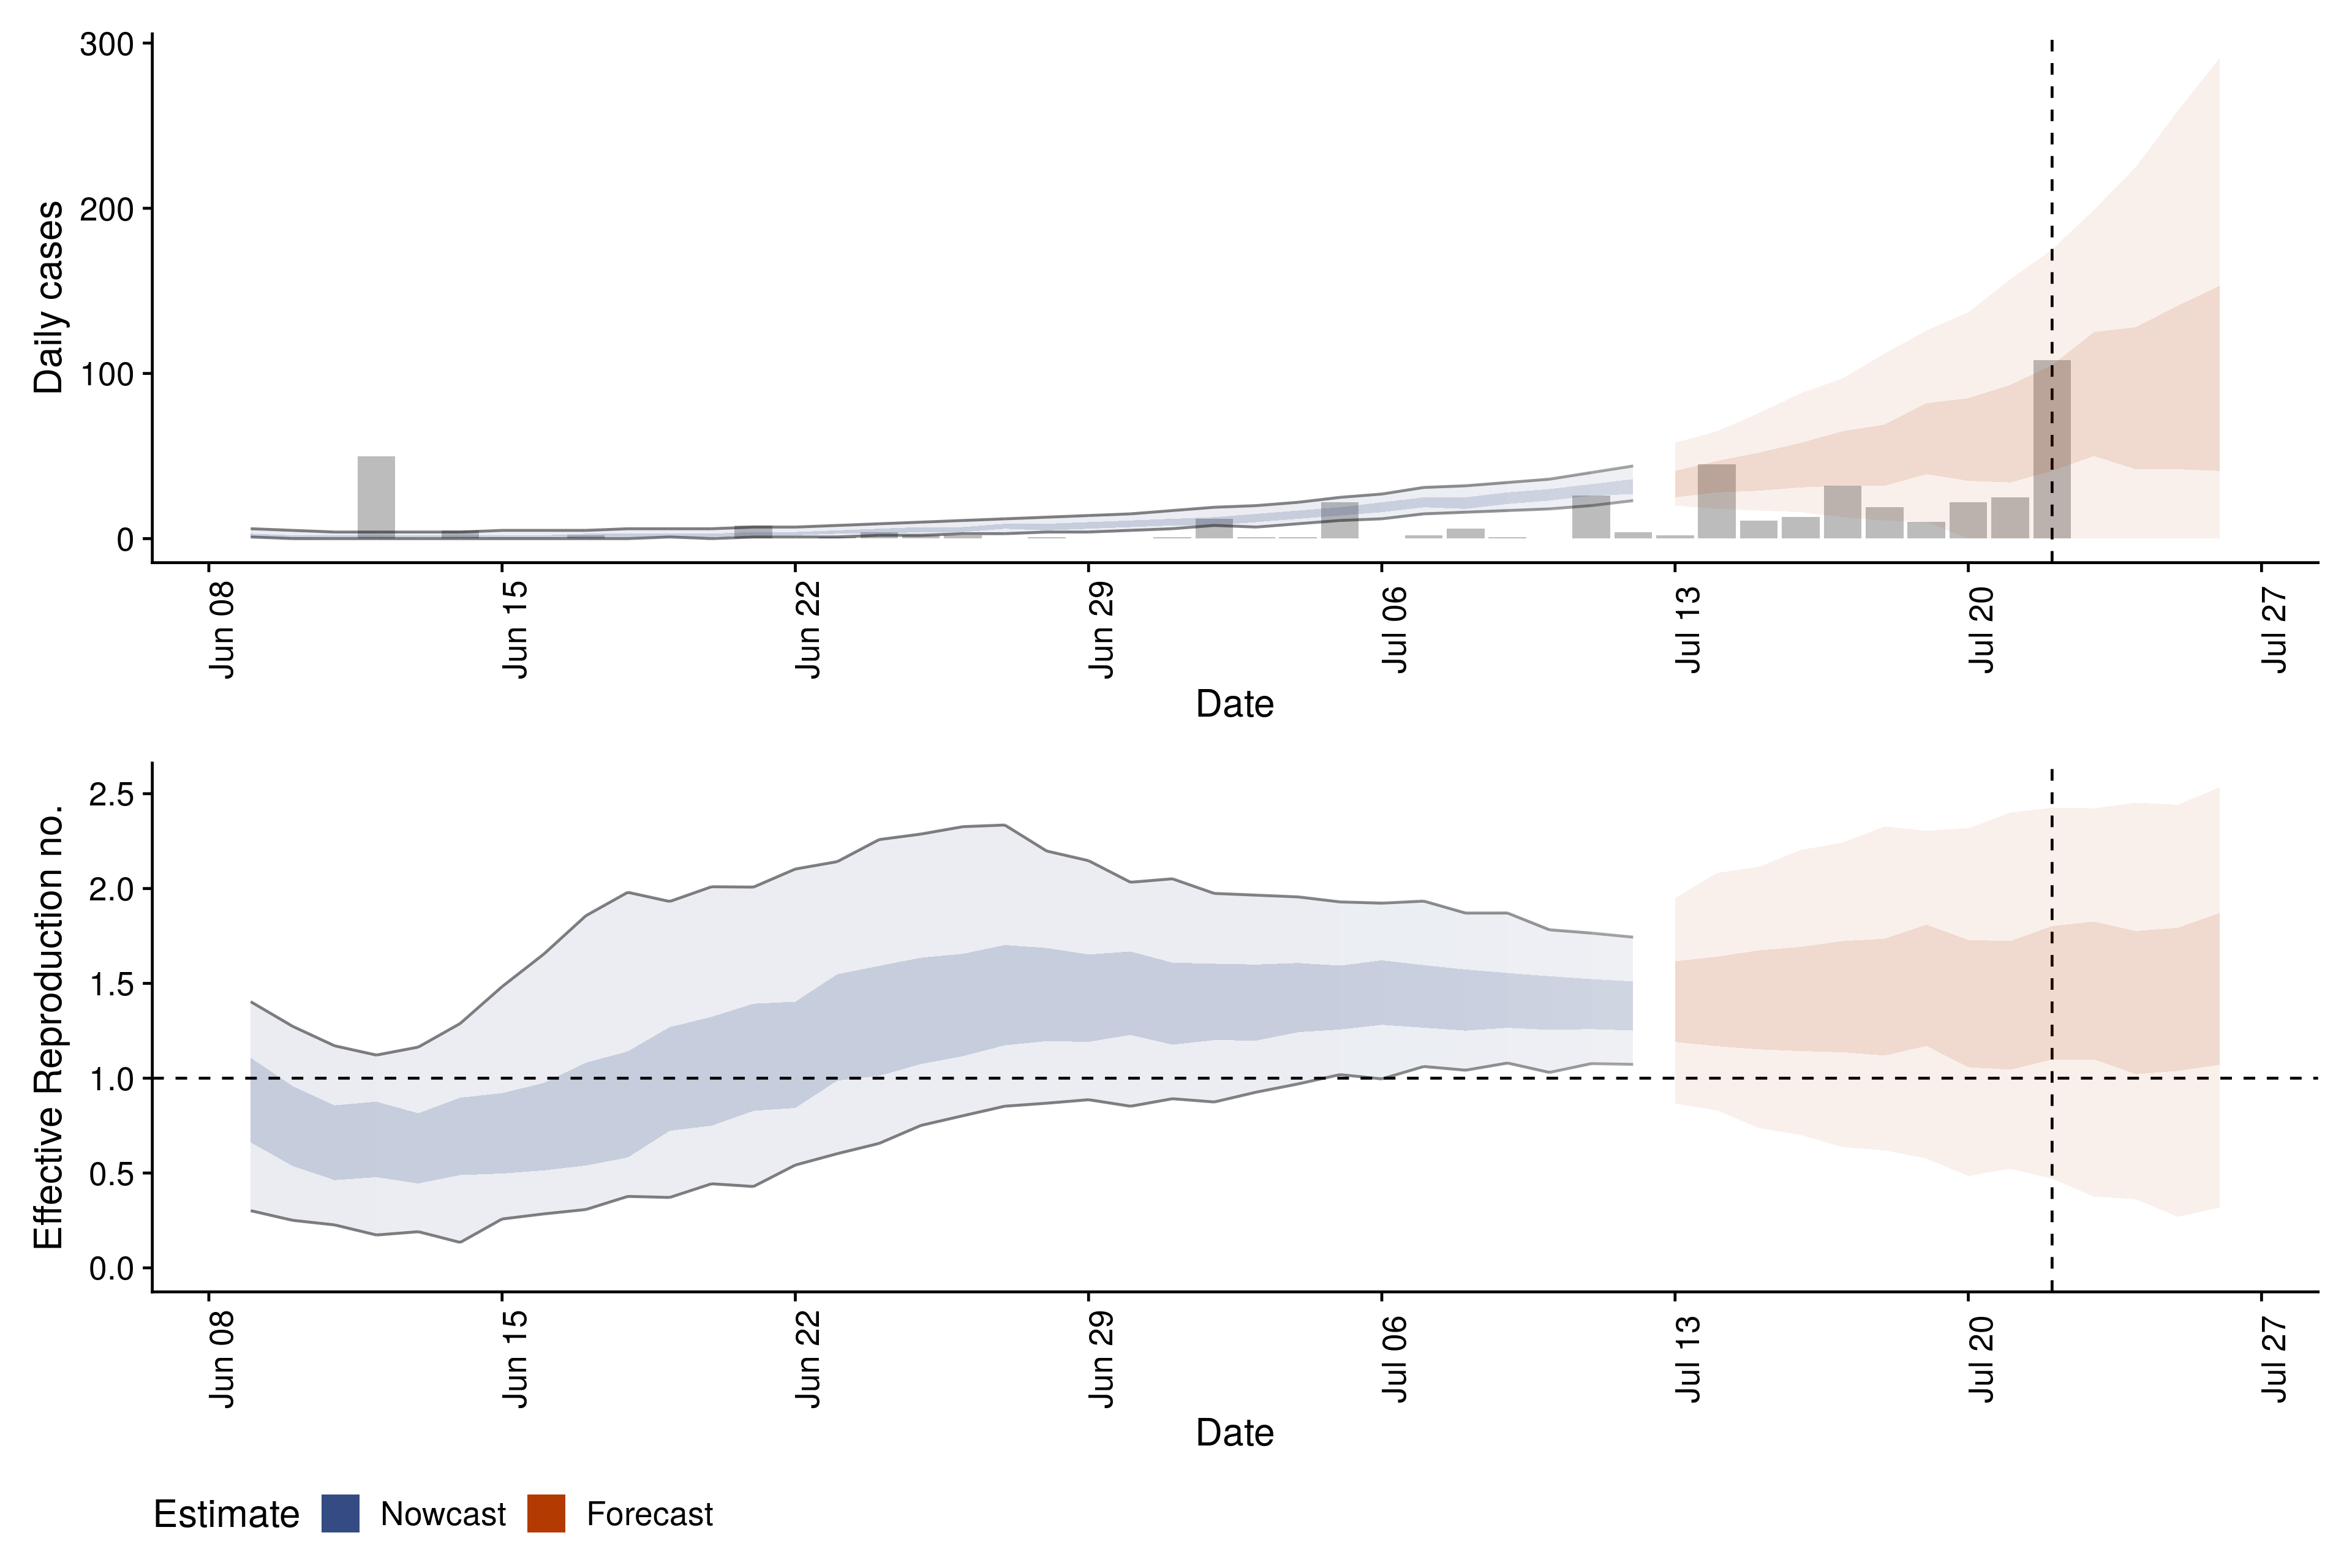 300
200
100
0
Daily cases
Jun 08
Jun 15
Jun 22
Jun 29
Jul 06
Jul 13
Jul 20
Jul 27
Date
2.5
2.0
1.5
1.0
0.5
0.0
Effective Reproduction no.
Jun 08
Jun 15
Jun 22
Jun 29
Jul 06
Jul 13
Jul 20
Jul 27
Date
Estimate Nowcast Forecast